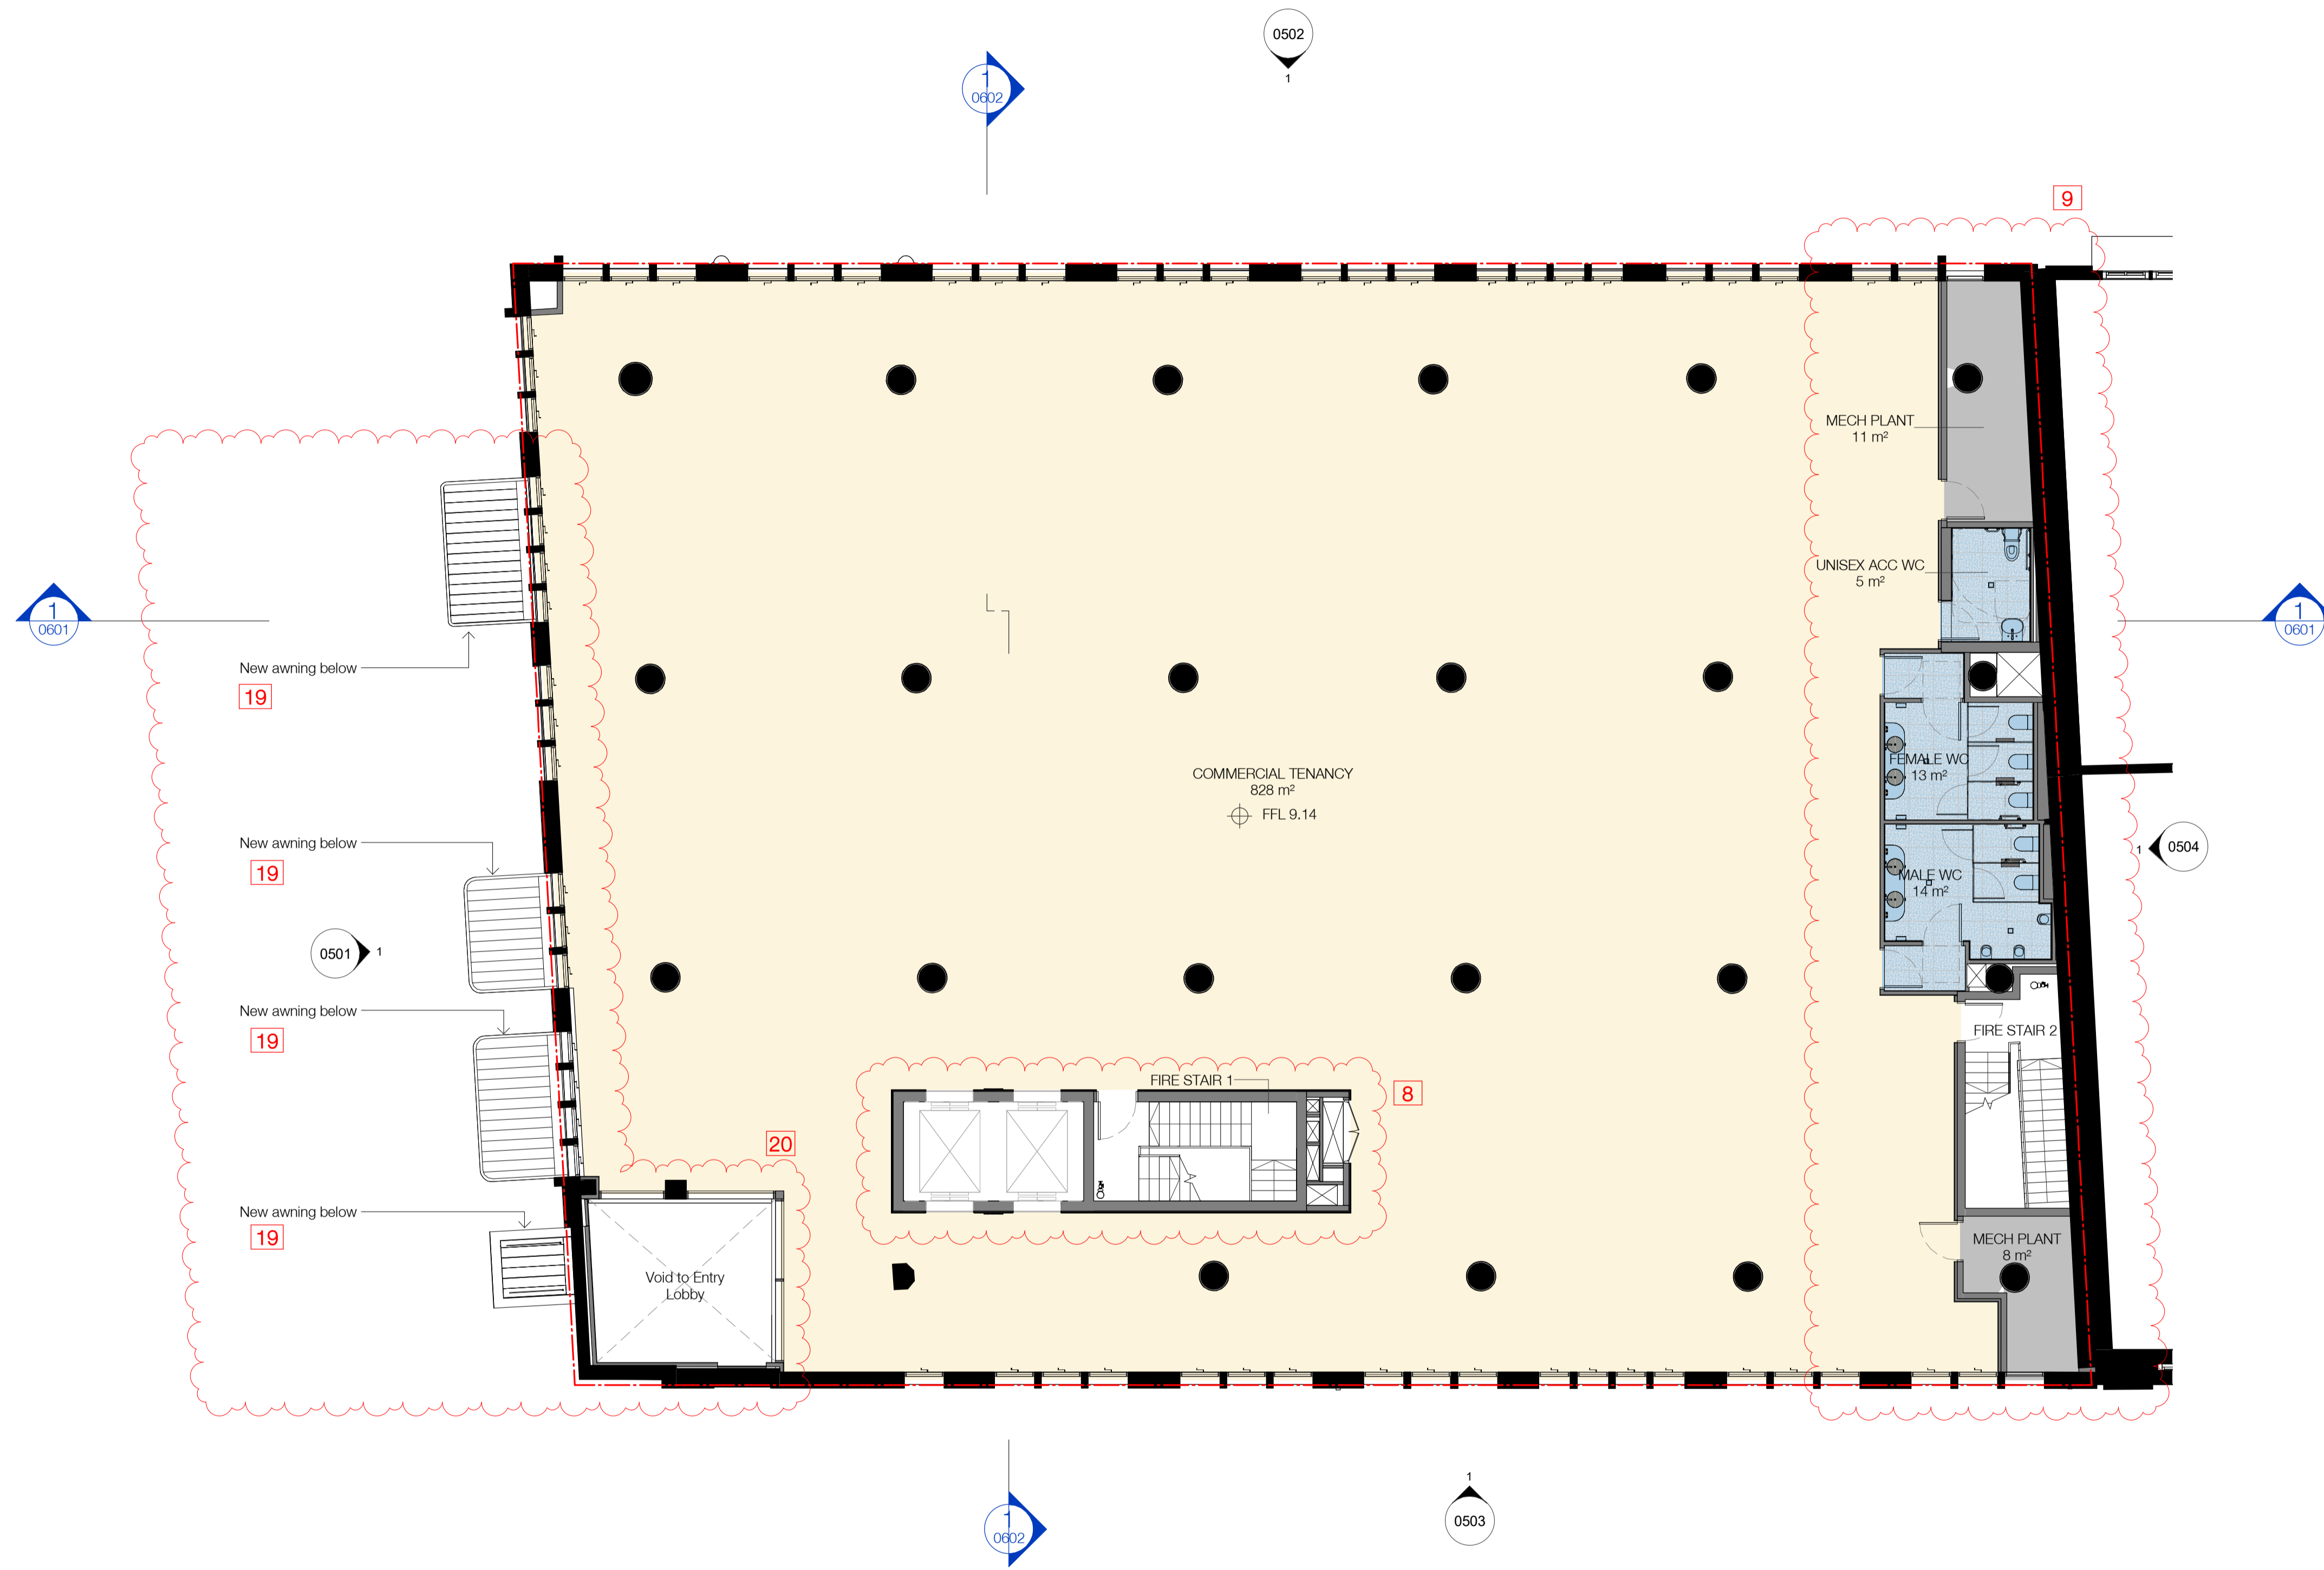 0502
1
1
0602
9
MECH PLANT
11 m²
UNISEX ACC WC
5 m²
1
0601
1
0601
New awning below
19
FEMALE WC
13 m²
COMMERCIAL TENANCY
828 m²
FFL 9.14
New awning below
19
MALE WC
14 m²
1
0504
0501
1
New awning below
19
FIRE STAIR 2
FIRE STAIR 1
8
20
New awning below
19
MECH PLANT
8 m²
Void to Entry
Lobby
1
0503
1
0602